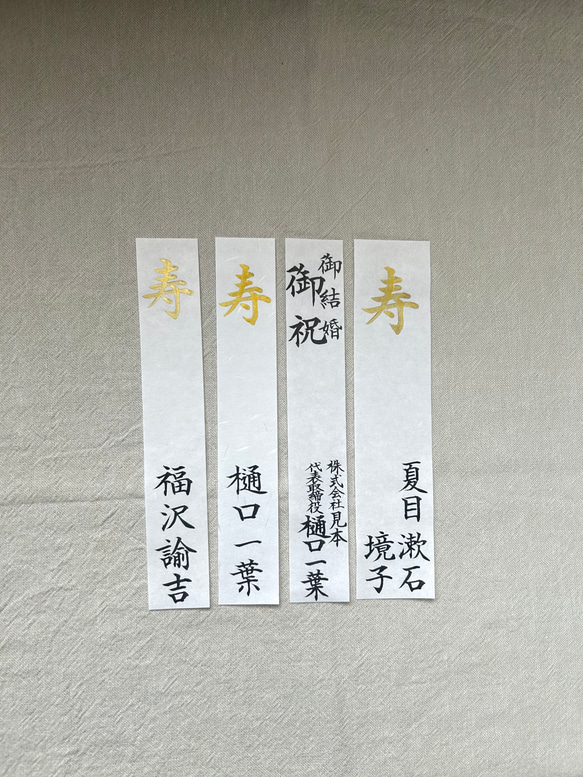 寿
福沢諭吉
寿
樋口一葉
御結婚
御祝
株式会社見本
代表取締役
樋口一葉
寿
夏目漱石
境子